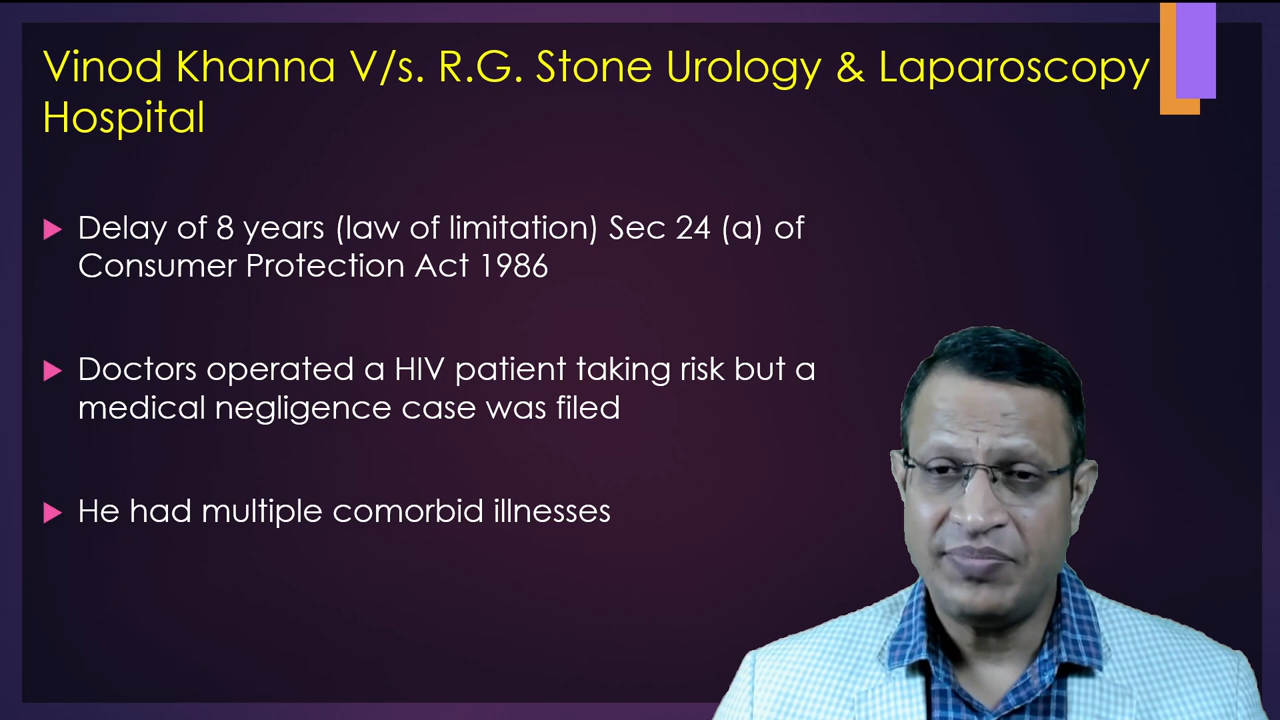 Vinod Khanna V/s. R.G. Stone Urology & Laparoscopy
Hospital
Delay of 8 years (law of limitation) Sec 24 (a) of
Consumer Protection Act 1986
Doctors operated a HIV patient taking risk but a
medical negligence case was filed
He had multiple comorbid illnesses